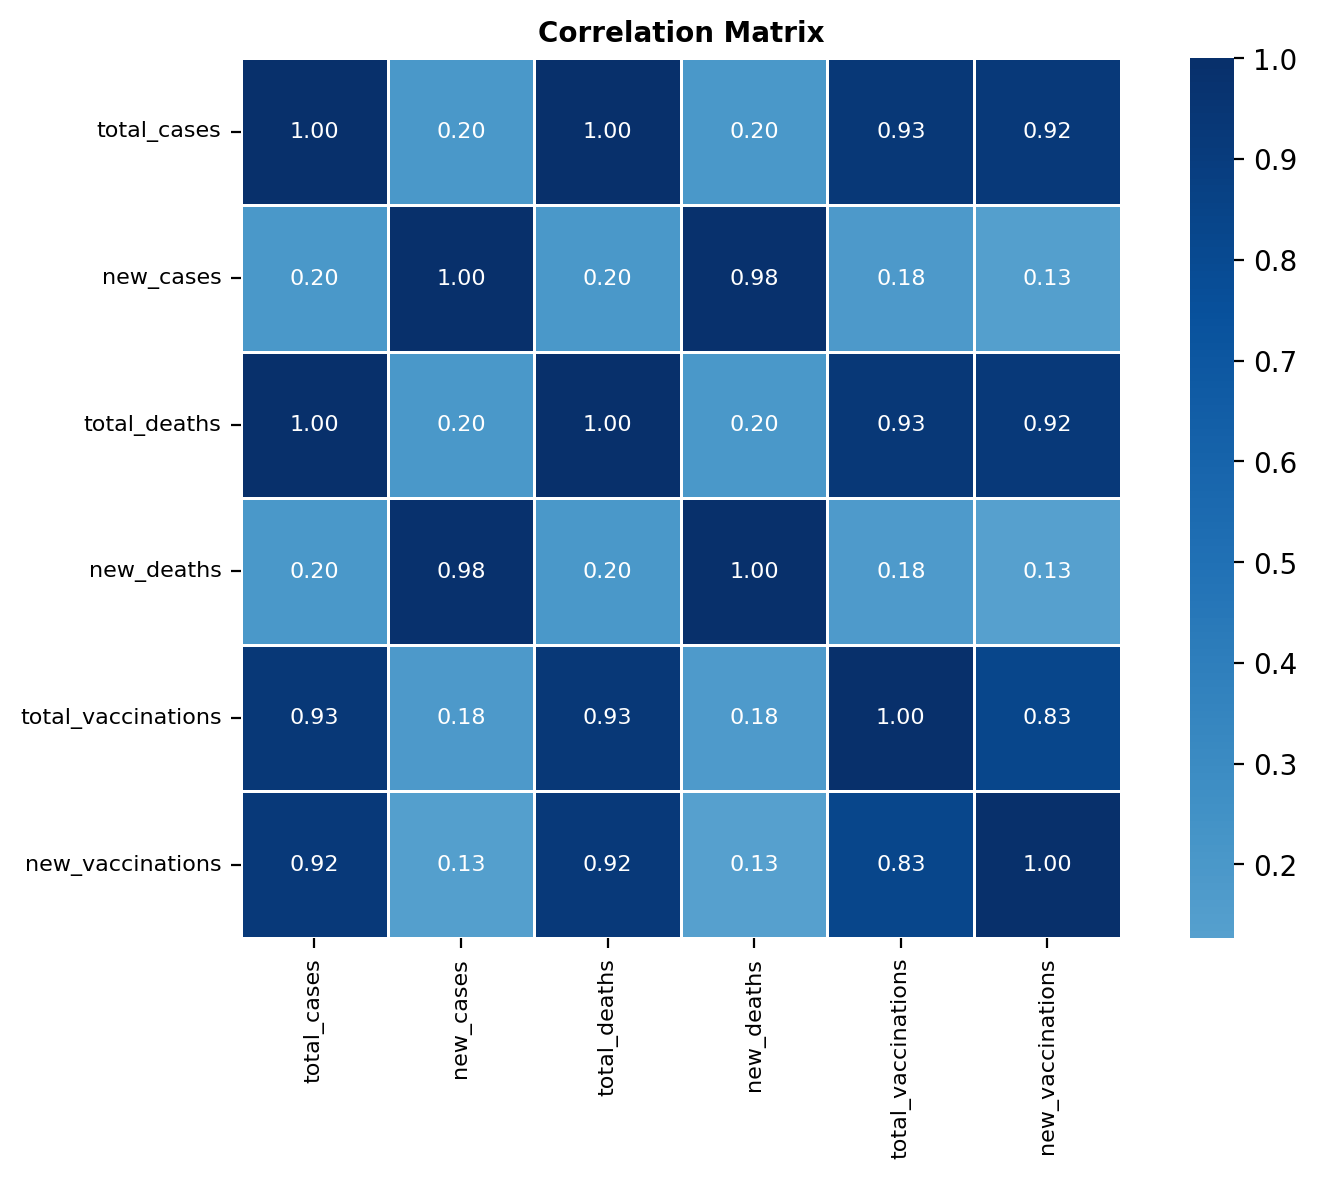 Correlation Matrix
total_cases 1.00 0.20 1.00 0.20 0.93 0.92
new_cases 0.20 1.00 0.20 0.98 0.18 0.13
total_deaths 1.00 0.20 1.00 0.20 0.93 0.92
new_deaths 0.20 0.98 0.20 1.00 0.18 0.13
total_vaccinations 0.93 0.18 0.93 0.18 1.00 0.83
new_vaccinations 0.92 0.13 0.92 0.13 0.83 1.00
total_cases
new_cases
total_deaths
new_deaths
total_vaccinations
new_vaccinations
1.0
0.9
0.8
0.7
0.6
0.5
0.4
0.3
0.2